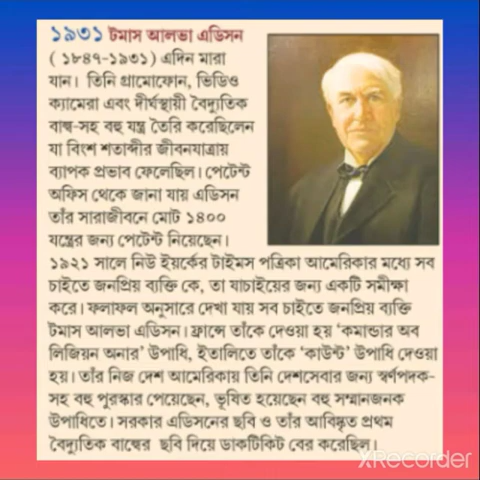 ১৯৩১ টমাস আলভা এডিসন
( ১৮৪৭-১৯৩১) এদিন মারা
যান। তিনি গ্রামোফোন, ভিডিও
ক্যামেরা এবং দীর্ঘস্থায়ী বৈদ্যুতিক
বাল্ব-সহ বহু যন্ত্র তৈরি করেছিলেন
যা বিংশ শতাব্দীর জীবনযাত্রায়
ব্যাপক প্রভাব ফেলেছিল। পেটেন্ট
অফিস থেকে জানা যায় এডিসন
তাঁর সারাজীবনে মোট ১৪০০
যন্ত্রের জন্য পেটেন্ট নিয়েছেন।
১৯২১ সালে নিউ ইয়র্কের টাইমস পত্রিকা আমেরিকার মধ্যে সব
চাইতে জনপ্রিয় ব্যক্তি কে, তা যাচাইয়ের জন্য একটি সমীক্ষা
করে। ফলাফল অনুসারে দেখা যায় সব চাইতে জনপ্রিয় ব্যক্তি
টমাস আলভা এডিসন। ফ্রান্সে তাঁকে দেওয়া হয় ‘কমান্ডার অব
লিজিয়ন অনার’ উপাধি, ইতালিতে তাঁকে ‘কাউন্ট’ উপাধি দেওয়া
হয়। তাঁর নিজ দেশ আমেরিকায় তিনি দেশসেবার জন্য স্বর্ণপদক-
সহ বহু পুরস্কার পেয়েছেন, ভূষিত হয়েছেন বহু সম্মানজনক
উপাধিতে। সরকার এডিসনের ছবি ও তাঁর আবিষ্কৃত প্রথম
বৈদ্যুতিক বাল্বের ছবি দিয়ে ডাকটিকিট বের করেছিল।
XRecorder